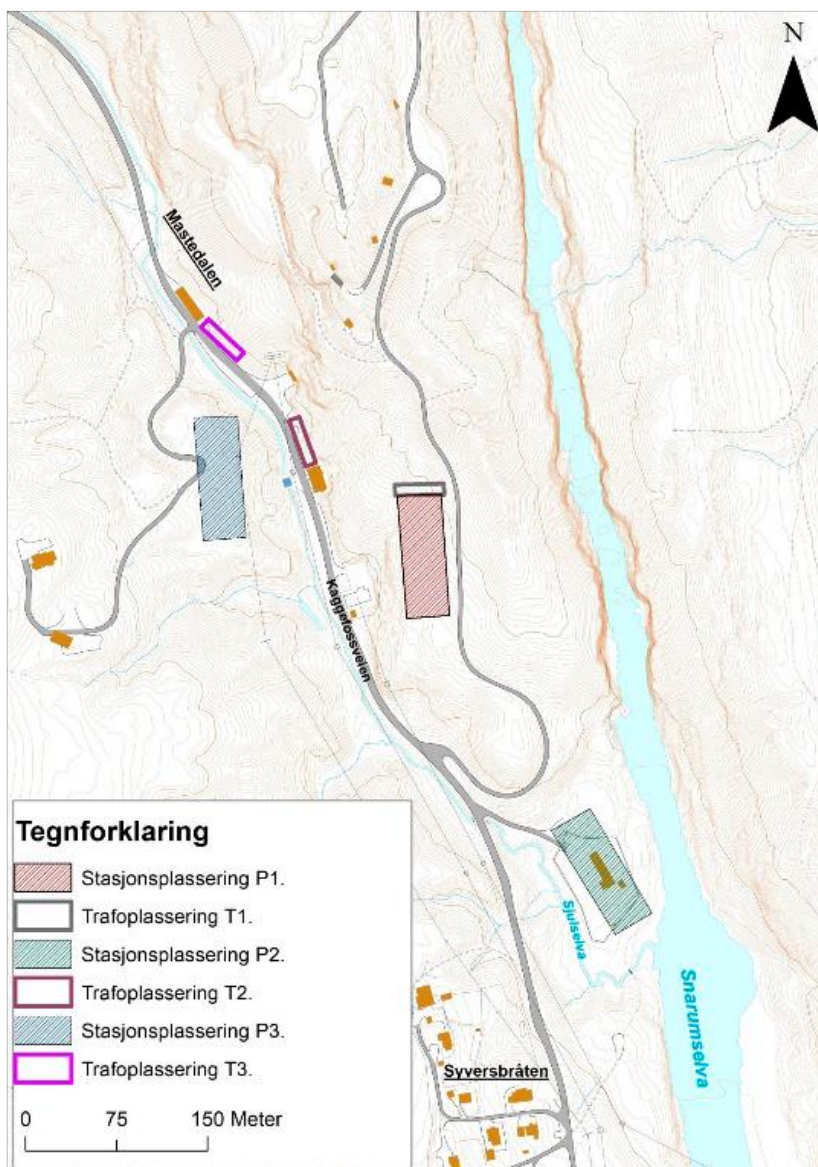 N
Mastedalen
Kaggefossveien
Sjulselva
Snarumselva
Syversbråten
Tegnforklaring
Stasjonsplassering P1.
Trafoplassering T1.
Stasjonsplassering P2.
Trafoplassering T2.
Stasjonsplassering P3.
Trafoplassering T3.
0 75 150 Meter